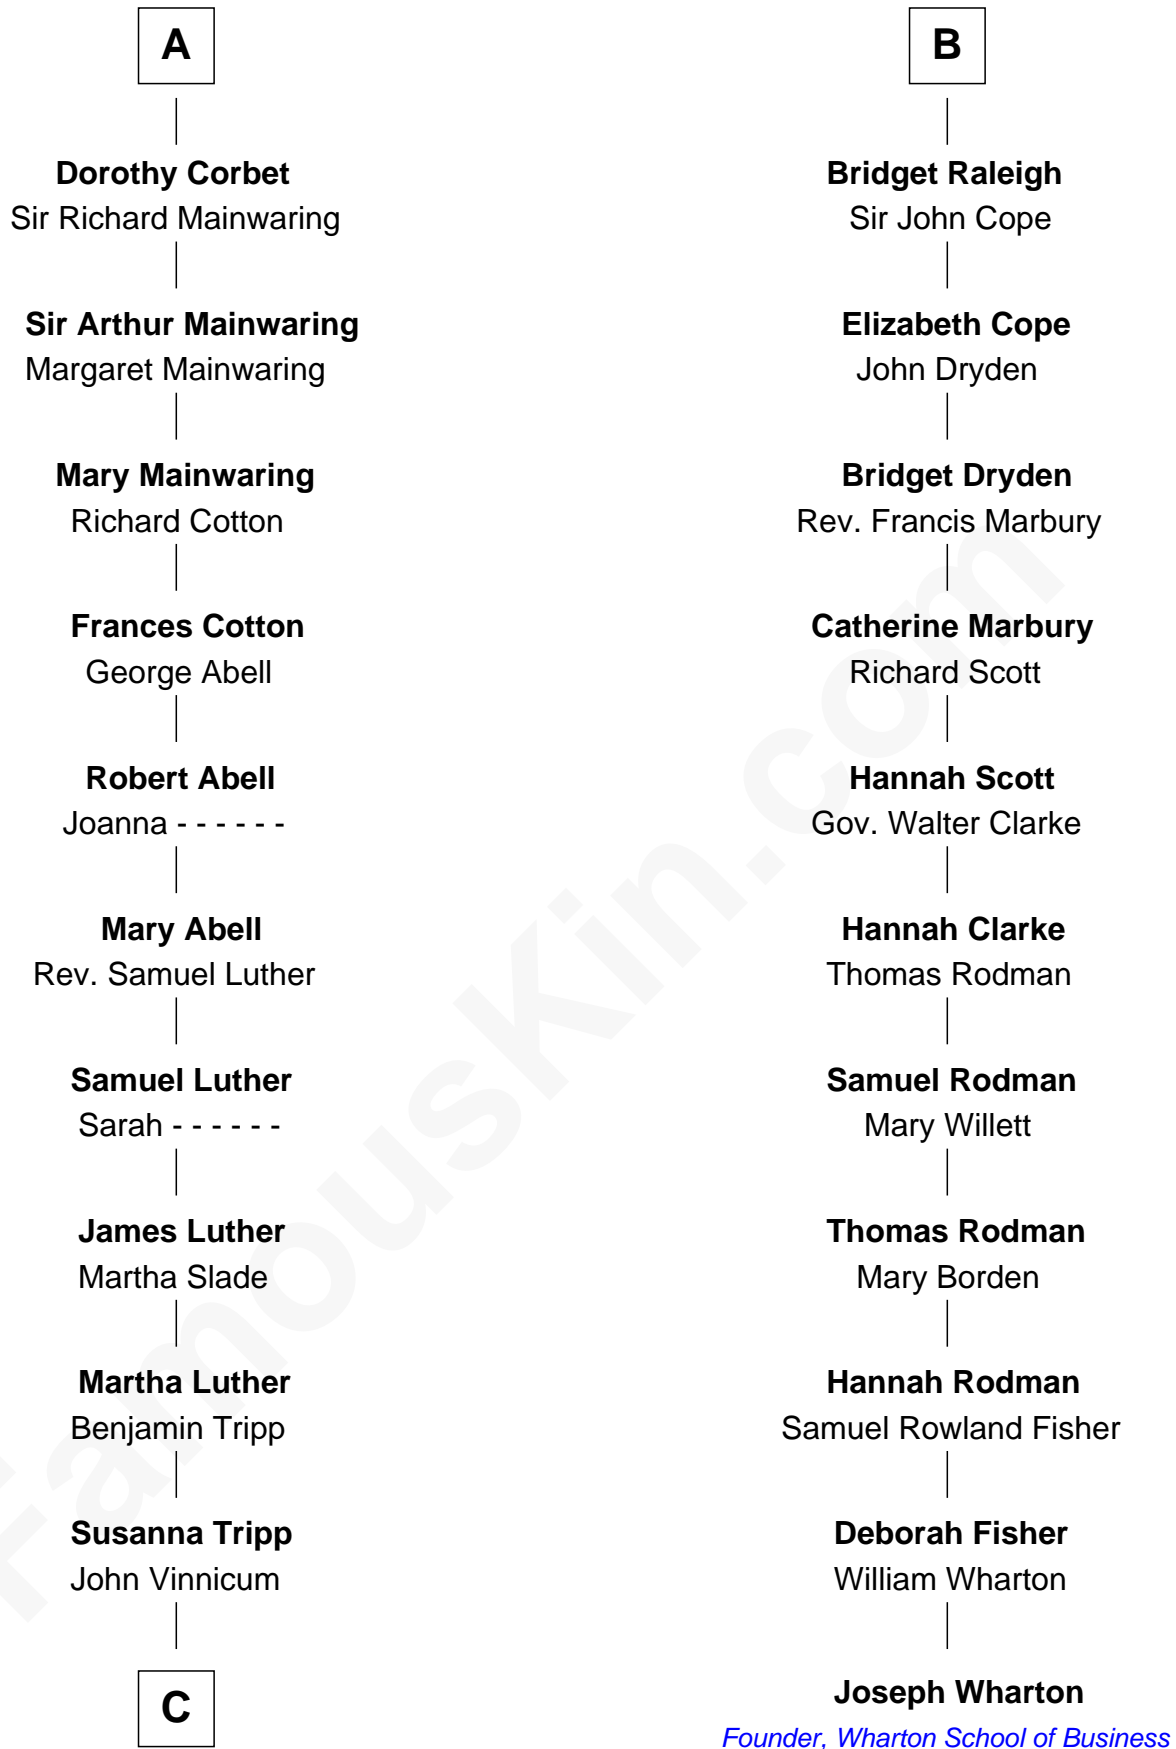 A
Dorothy Corbet
Sir Richard Mainwaring
Sir Arthur Mainwaring
Margaret Mainwaring
Mary Mainwaring
Richard Cotton
Frances Cotton
George Abell
Robert Abell
Joanna - - - - - -
Mary Abell
Rev. Samuel Luther
Samuel Luther
Sarah - - - - - -
James Luther
Martha Slade
Martha Luther
Benjamin Tripp
Susanna Tripp
John Vinnicum
C
B
Bridget Raleigh
Sir John Cope
Elizabeth Cope
John Dryden
Bridget Dryden
Rev. Francis Marbury
Catherine Marbury
Richard Scott
Hannah Scott
Gov. Walter Clarke
Hannah Clarke
Thomas Rodman
Samuel Rodman
Mary Willett
Thomas Rodman
Mary Borden
Hannah Rodman
Samuel Rowland Fisher
Deborah Fisher
William Wharton
Joseph Wharton
Founder, Wharton School of Business
FamousKin.com